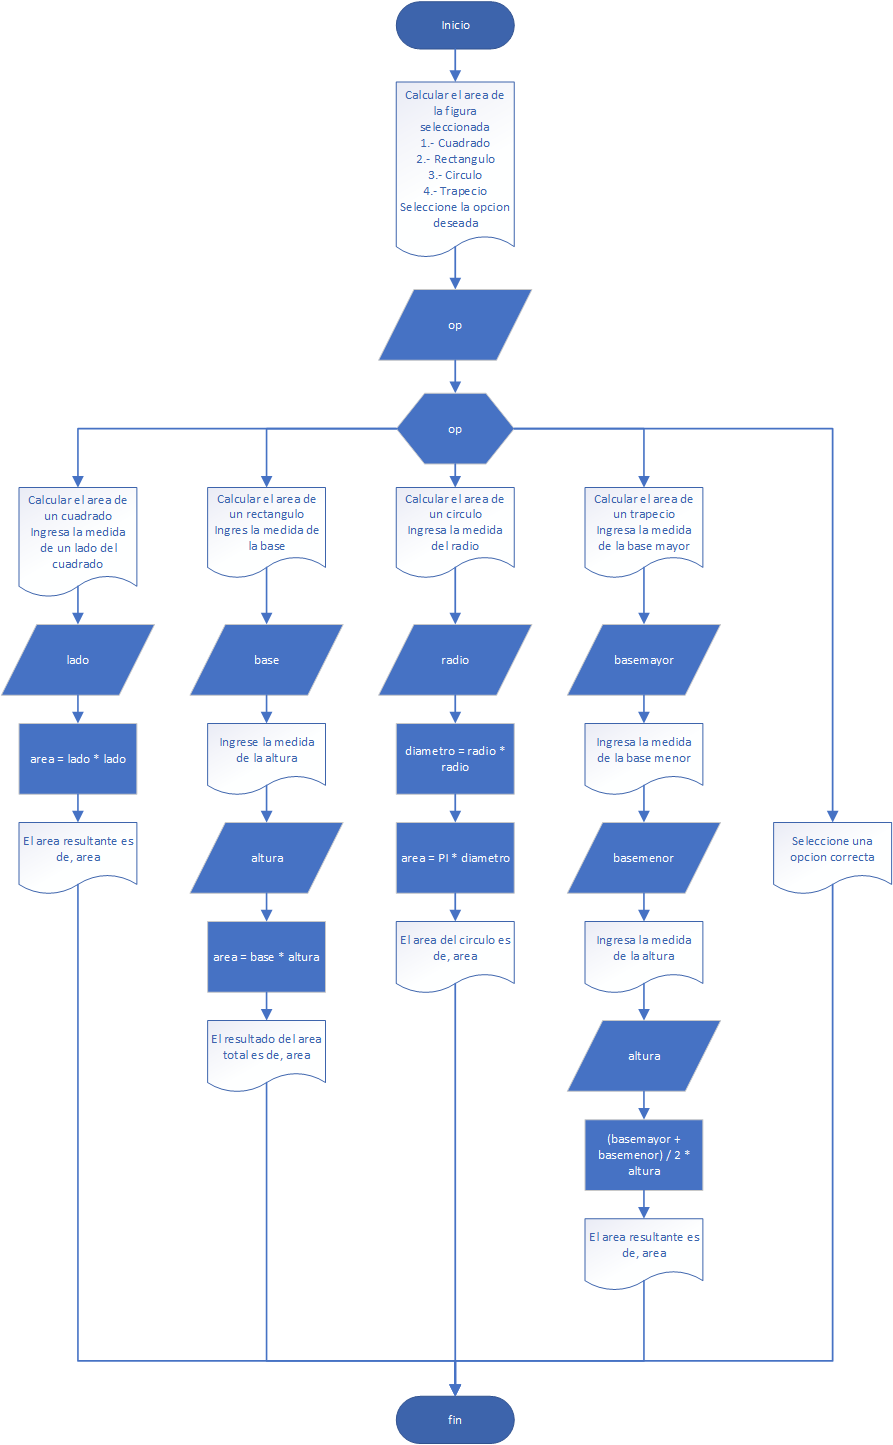 Inicio
Calcular el area de
la figura
seleccionada
1.- Cuadrado
2.- Rectangulo
3.- Circulo
4.- Trapecio
Seleccione la opcion
deseada
op
op
Calcular el area de
un cuadrado
Ingresa la medida
de un lado del
cuadrado
lado
area = lado * lado
El area resultante es
de, area
Calcular el area de
un rectangulo
Ingres la medida de
la base
base
Ingrese la medida
de la altura
altura
area = base * altura
El resultado del area
total es de, area
Calcular el area de
un circulo
Ingresa la medida
del radio
radio
diametro = radio *
radio
area = PI * diametro
El area del circulo es
de, area
Calcular el area de
un trapecio
Ingresa la medida
de la base mayor
basemayor
Ingresa la medida
de la base menor
basemenor
Ingresa la medida
de la altura
altura
(basemayor +
basemenor) / 2 *
altura
El area resultante es
de, area
Seleccione una
opcion correcta
fin